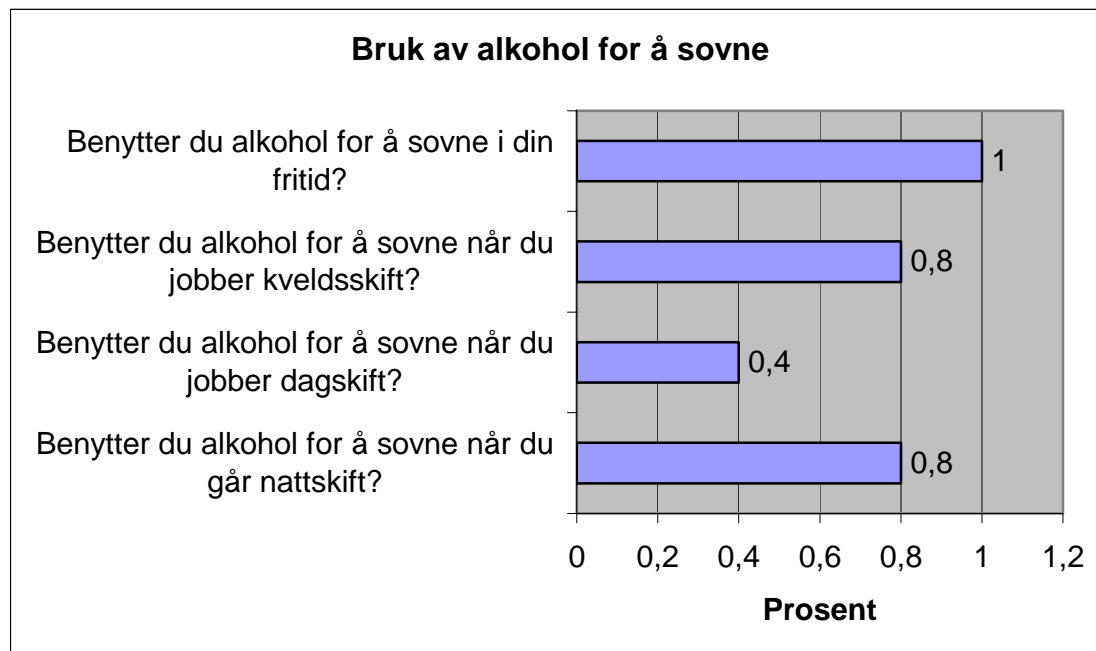 Bruk av alkohol for å sovne
Benytter du alkohol for å sovne i din
fritid?
1
Benytter du alkohol for å sovne når du
jobber kveldsskift?
0,8
Benytter du alkohol for å sovne når du
jobber dagskift?
0,4
Benytter du alkohol for å sovne når du
går nattskift?
0,8
0 0,2 0,4 0,6 0,8 1 1,2
Prosent